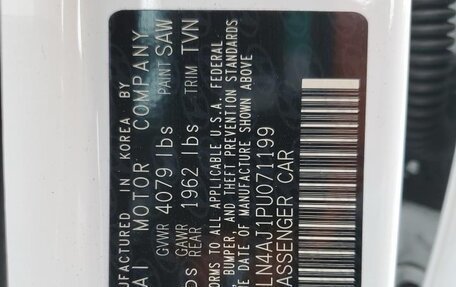 UFACTURED IN KOREA BY
AI MOTOR COMPANY
GVWR 4079 lbs PAINT SAW
GAWR
REAR 1962 lbs TRIM TVN
ORMS TO ALL APPLICABLE U.S.A. FEDERAL
, BUMPER, AND THEFT PREVENTION STANDARDS
E DATE OF MANUFACTURE SHOWN ABOVE
LN4AJ1PU071199
ASSENGER CAR